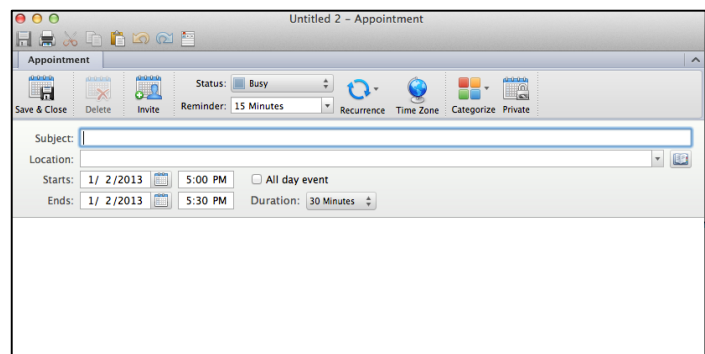 Untitled 2 – Appointment
Appointment
Save & Close Delete Invite Status: Busy Reminder: 15 Minutes Recurrence Time Zone Categorize Private
Subject:
Location:
Starts: 1/ 2/2013 5:00 PM All day event
Ends: 1/ 2/2013 5:30 PM Duration: 30 Minutes